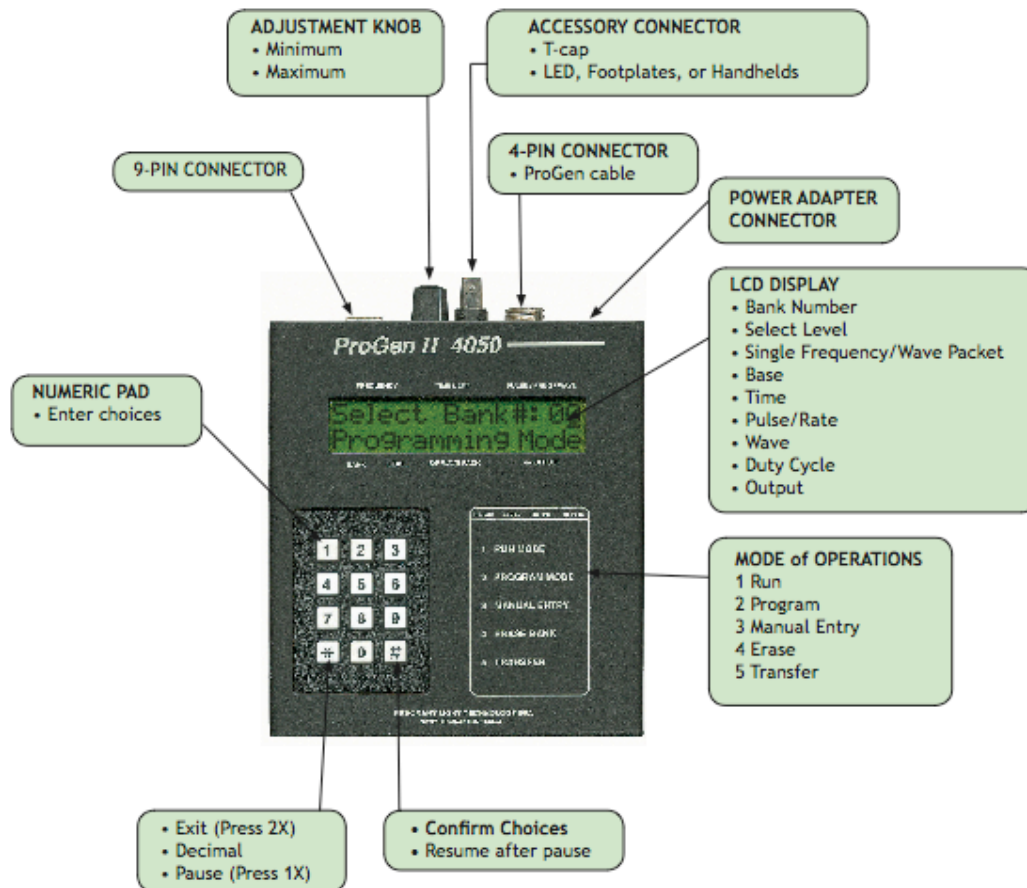 ADJUSTMENT KNOB
• Minimum
• Maximum
ACCESSORY CONNECTOR
• T-cap
• LED, Footplates, or Handhelds
9-PIN CONNECTOR
4-PIN CONNECTOR
• ProGen cable
POWER ADAPTER
CONNECTOR
LCD DISPLAY
• Bank Number
• Select Level
• Single Frequency/Wave Packet
• Base
• Time
• Pulse/Rate
• Wave
• Duty Cycle
• Output
NUMERIC PAD
• Enter choices
ProGen II 4050
FREQUENCY
Select Bank#: 00
Programming Mode
BANK
1 2 3
4 5 6
7 8 9
* 0 #
1 RUN MODE
2 PROGRAM MODE
3 MANUAL ENTRY
ERASE BANK
TRANSFER
MODE of OPERATIONS
1 Run
2 Program
3 Manual Entry
4 Erase
5 Transfer
• Exit (Press 2X)
• Decimal
• Pause (Press 1X)
• Confirm Choices
• Resume after pause